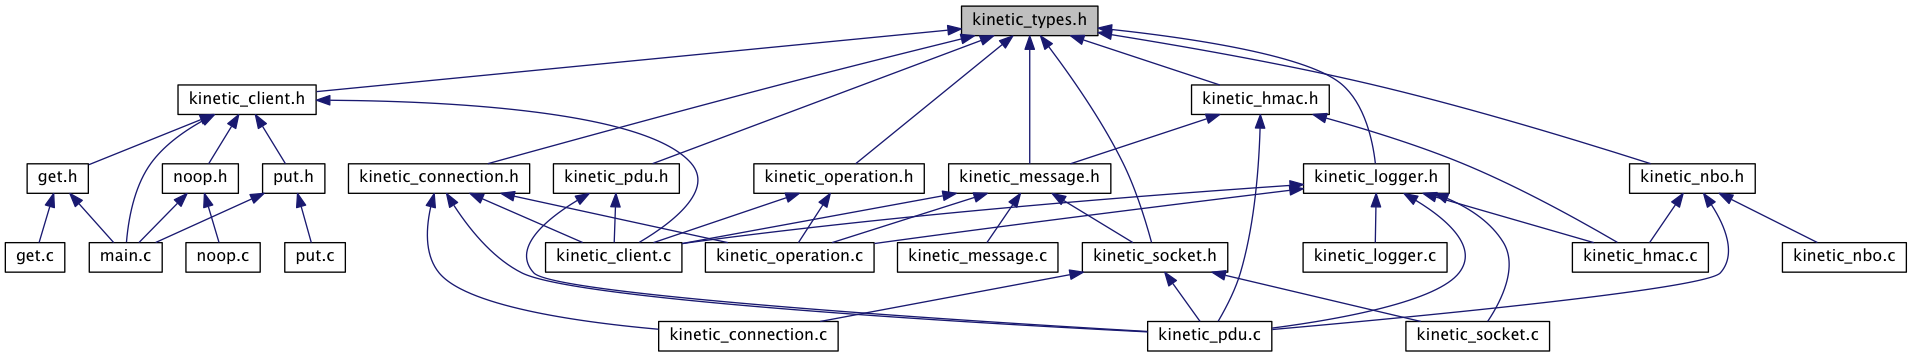 kinetic_types.h
kinetic_client.h
kinetic_hmac.h
get.h
noop.h
put.h
kinetic_connection.h
kinetic_pdu.h
kinetic_operation.h
kinetic_message.h
kinetic_logger.h
kinetic_nbo.h
get.c
main.c
noop.c
put.c
kinetic_client.c
kinetic_operation.c
kinetic_message.c
kinetic_socket.h
kinetic_logger.c
kinetic_hmac.c
kinetic_nbo.c
kinetic_connection.c
kinetic_pdu.c
kinetic_socket.c